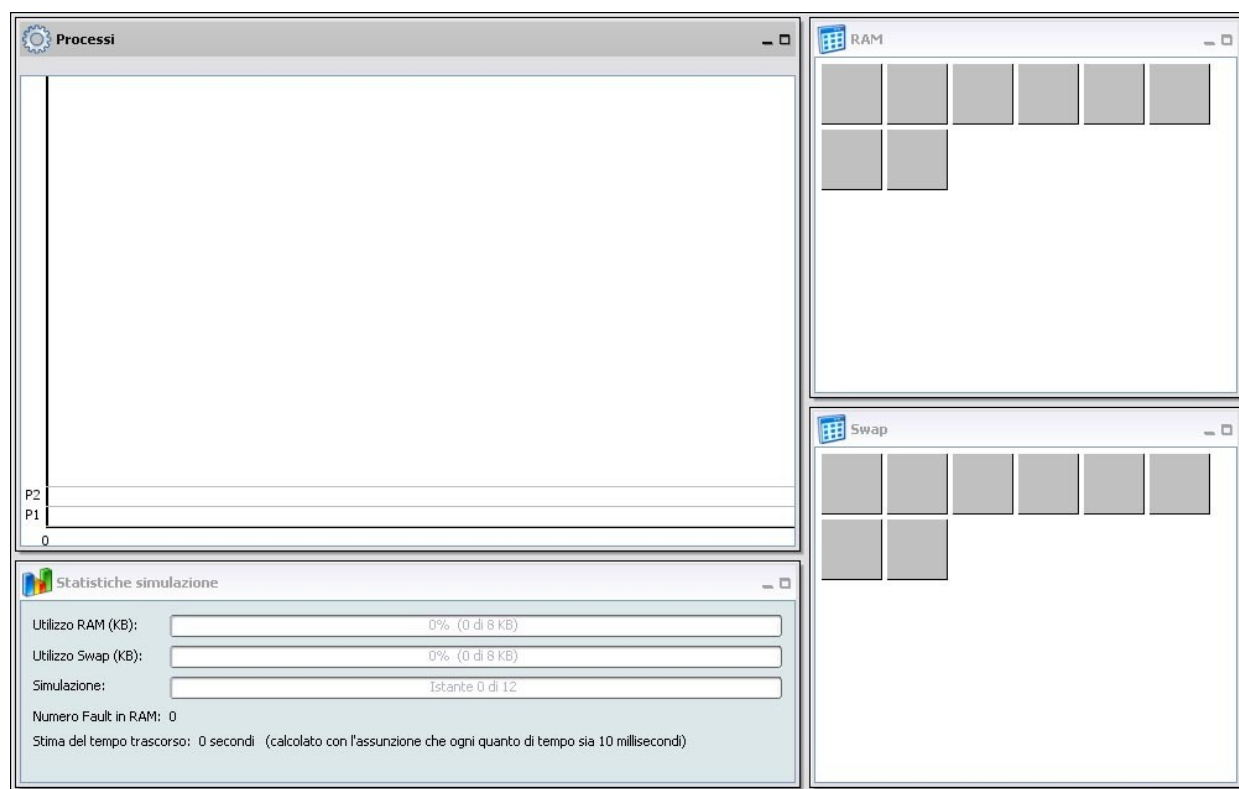 Processi
P2
P1
0
Statistiche simulazione
Utilizzo RAM (KB): 0% (0 di 8 KB)
Utilizzo Swap (KB): 0% (0 di 8 KB)
Simulazione: Istante 0 di 12
Numero Fault in RAM: 0
Stima del tempo trascorso: 0 secondi (calcolato con l'assunzione che ogni quanto di tempo sia 10 millisecondi)
RAM
Swap